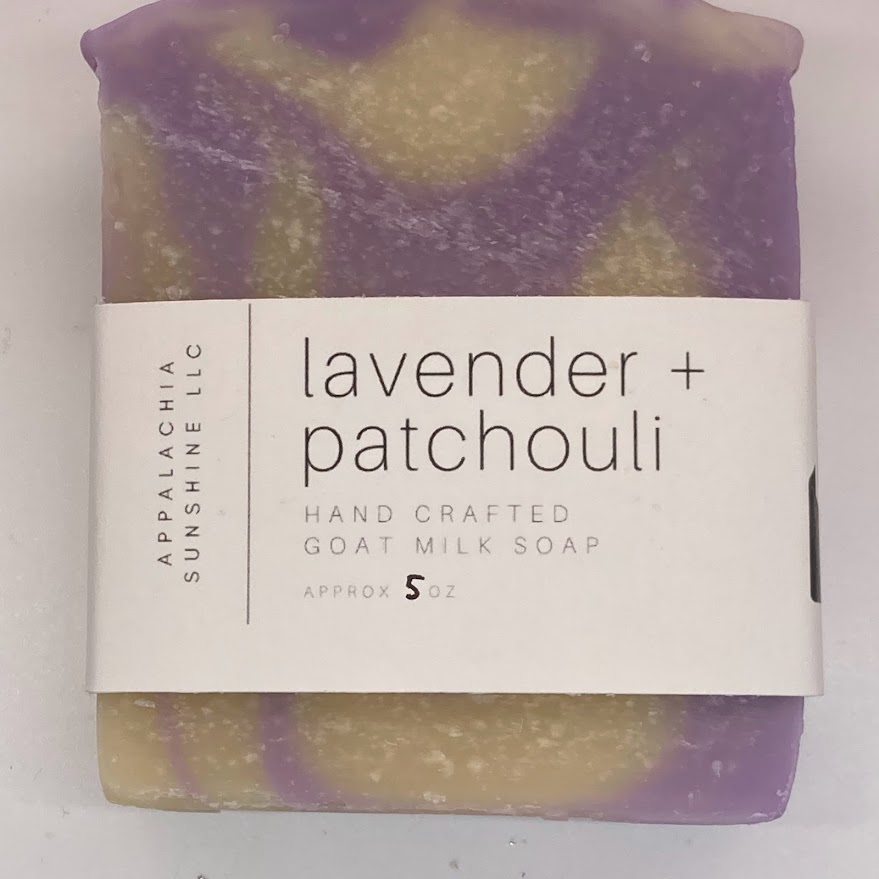 APPALACHIA
SUNSHINE LLC
lavender +
patchouli
HAND CRAFTED
GOAT MILK SOAP
APPROX 5 OZ